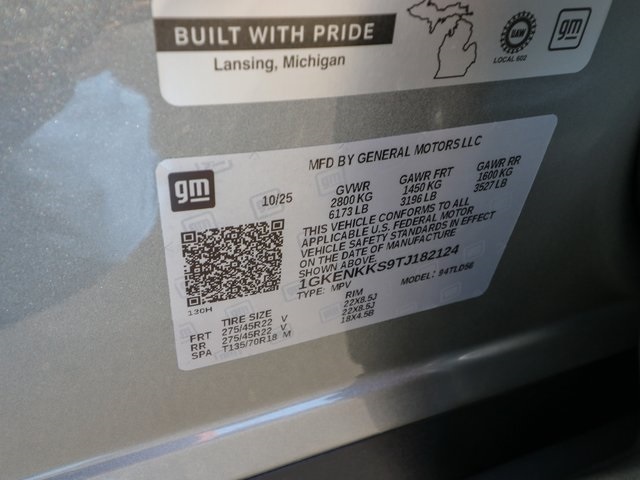 BUILT WITH PRIDE
Lansing, Michigan
UAW
LOCAL 602
gm
gm
MFD BY GENERAL MOTORS LLC
10/25
GVWR GAWR FRT GAWR RR
2800 KG 1450 KG 1600 KG
6173 LB 3196 LB 3527 LB
THIS VEHICLE CONFORMS TO ALL
APPLICABLE U.S. FEDERAL MOTOR
VEHICLE SAFETY STANDARDS IN EFFECT
ON THE DATE OF MANUFACTURE
SHOWN ABOVE.
1GKENKKS9TJ182124
TYPE: MPV MODEL: 94TLD56
130H
TIRE SIZE RIM
FRT 275/45R22 V 22X8.5J
RR 275/45R22 V 22X8.5J
SPA T135/70R18 M 18X4.5B